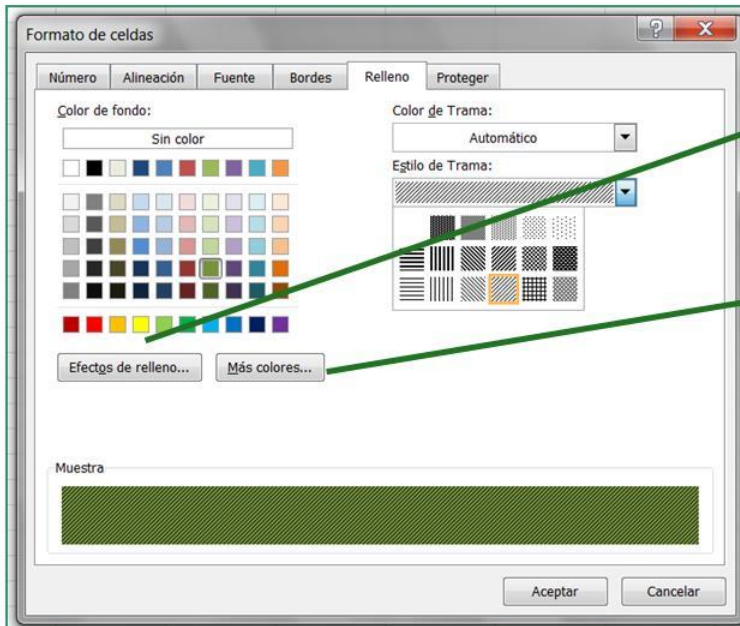 Formato de celdas
Número Alineación Fuente Bordes Relleno Proteger
Color de fondo:
Sin color
Color de Trama:
Automático
Estilo de Trama:
Efectos de relleno... Más colores...
Muestra
Aceptar Cancelar